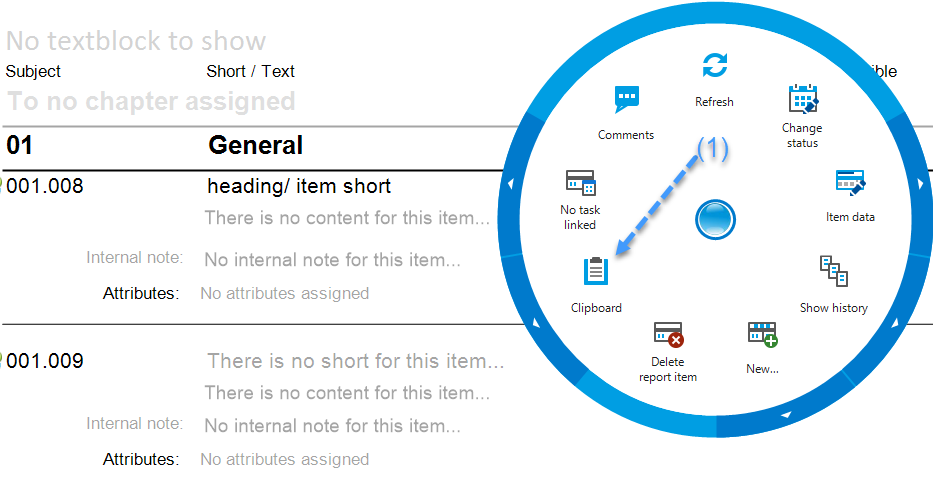 No textblock to show
Subject
Short / Text
To no chapter assigned
01
General
001.008
heading/ item short
There is no content for this item...
Internal note:
No internal note for this item...
Attributes:
No attributes assigned
001.009
There is no short for this item...
There is no content for this item...
Internal note:
No internal note for this item...
Attributes:
No attributes assigned
Refresh
Change
status
Item data
Show history
New...
Delete
report item
Clipboard
No task
linked
Comments
(1)